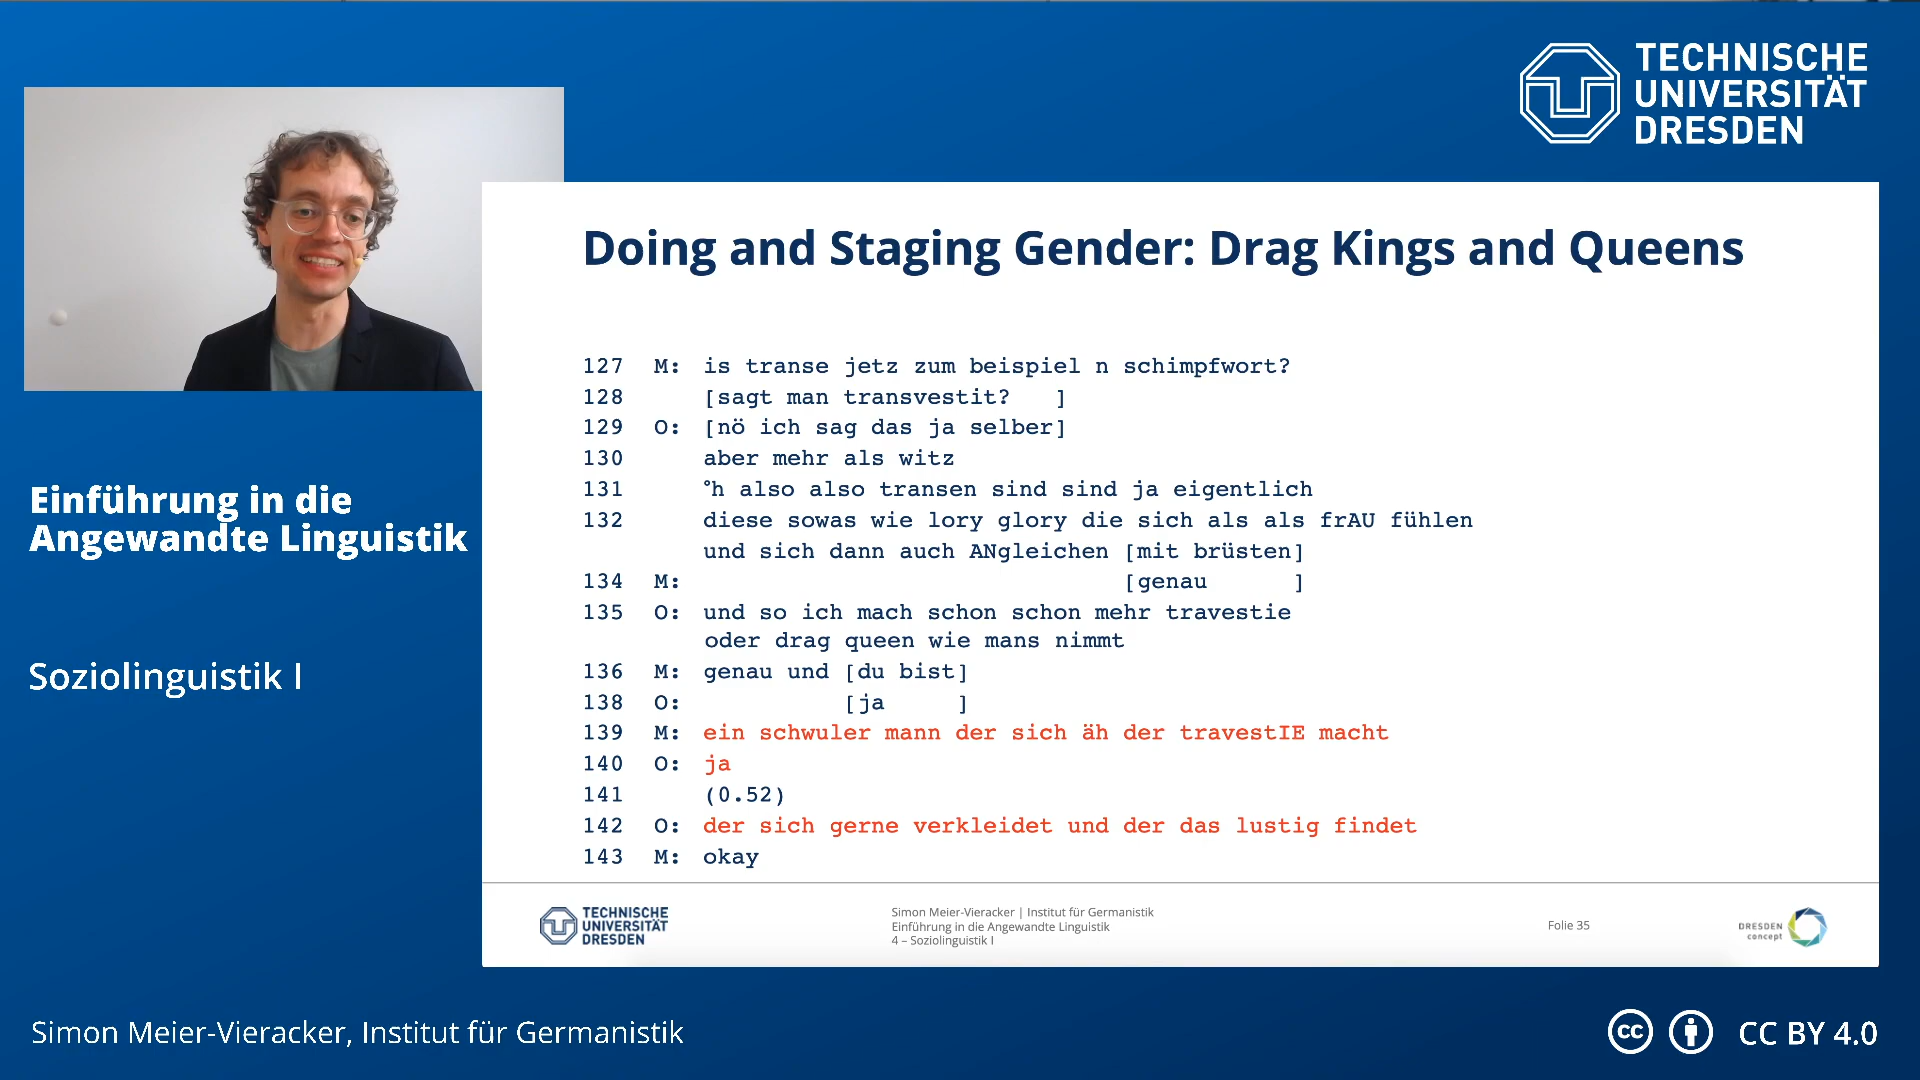 TECHNISCHE
UNIVERSITÄT
DRESDEN
Einführung in die
Angewandte Linguistik
Soziolinguistik I
Doing and Staging Gender: Drag Kings and Queens
127 M: is transe jetz zum beispiel n schimpfwort?
128 [sagt man transvestit? ]
129 O: [nö ich sag das ja selber]
130 aber mehr als witz
131 °h also also transen sind sind ja eigentlich
132 diese sowas wie lory glory die sich als als frAU fühlen
und sich dann auch ANgleichen [mit brüsten]
134 M: [genau ]
135 O: und so ich mach schon schon mehr travestie
oder drag queen wie mans nimmt
136 M: genau und [du bist]
138 O: [ja ]
139 M: ein schwuler mann der sich äh der travestIE macht
140 O: ja
141 (0.52)
142 O: der sich gerne verkleidet und der das lustig findet
143 M: okay
TECHNISCHE
UNIVERSITÄT
DRESDEN
Simon Meier-Vieracker | Institut für Germanistik
Einführung in die Angewandte Linguistik
4 – Soziolinguistik I
Folie 35
DRESDEN
concept
Simon Meier-Vieracker, Institut für Germanistik
cc
CC BY 4.0